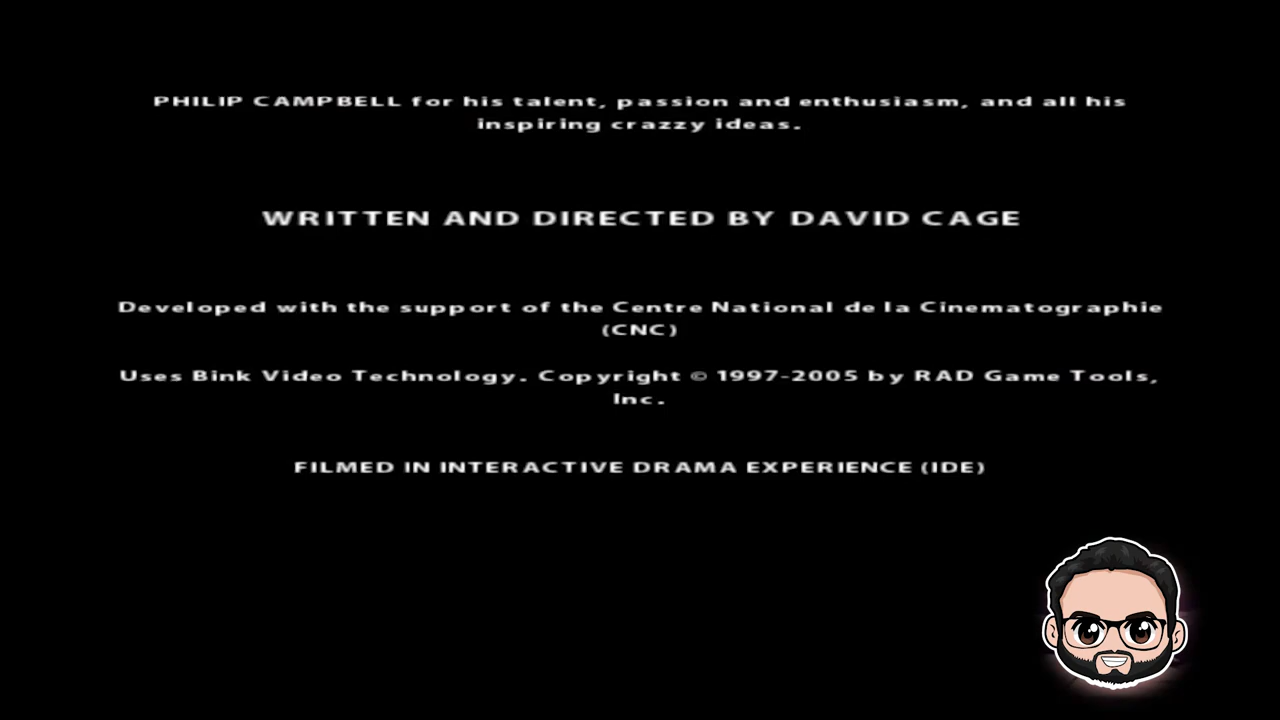 PHILIP CAMPBELL for his talent, passion and enthusiasm, and all his
inspiring crazzy ideas.
WRITTEN AND DIRECTED BY DAVID CAGE
Developed with the support of the Centre National de la Cinematographie
(CNC)
Uses Bink Video Technology. Copyright © 1997-2005 by RAD Game Tools,
Inc.
FILMED IN INTERACTIVE DRAMA EXPERIENCE (IDE)